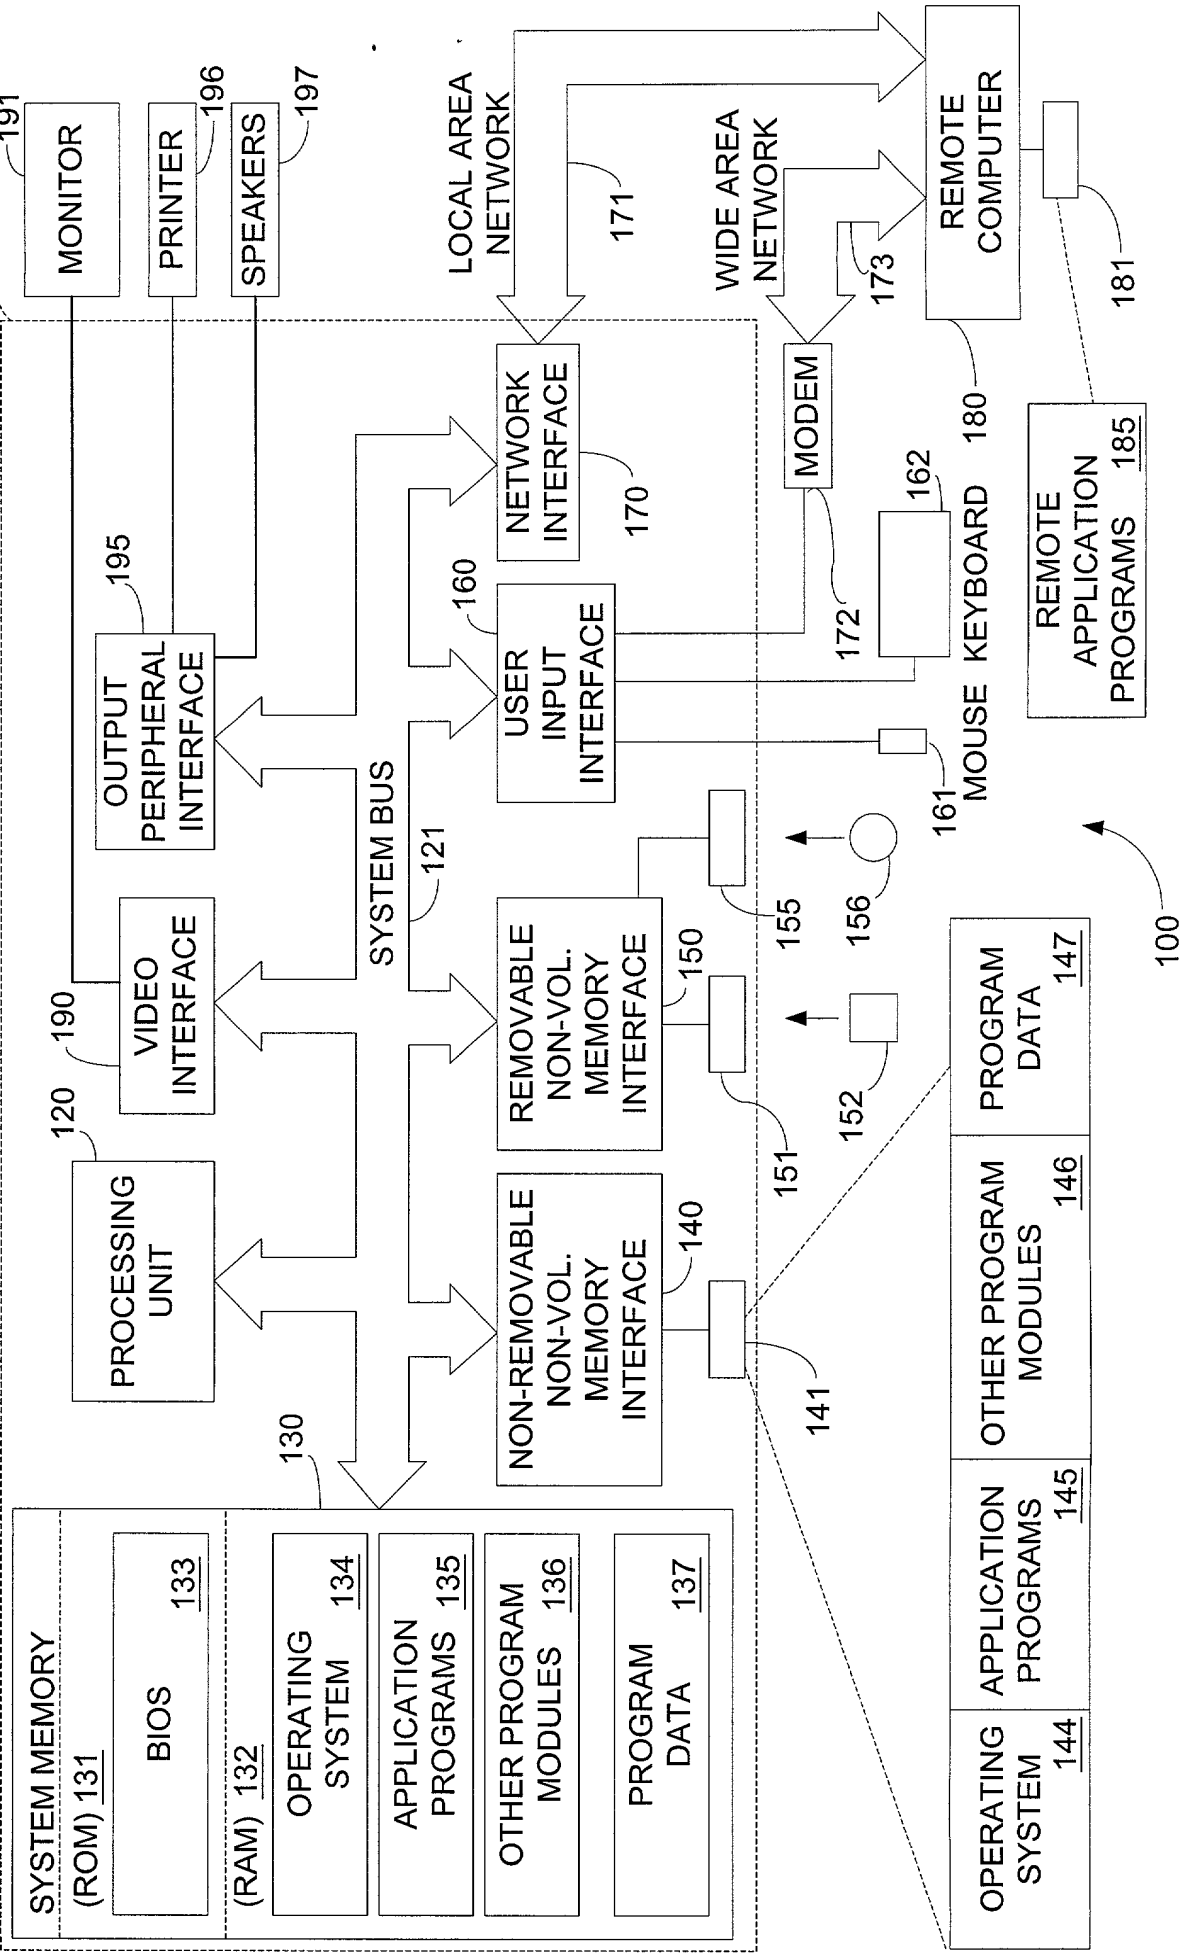 SYSTEM MEMORY
(ROM) 131
BIOS
133
(RAM) 132
OPERATING
SYSTEM
134
APPLICATION
PROGRAMS
135
OTHER PROGRAM
MODULES
136
PROGRAM
DATA
137
130
PROCESSING
UNIT
120
VIDEO
INTERFACE
190
OUTPUT
PERIPHERAL
INTERFACE
195
MONITOR
191
PRINTER
196
SPEAKERS
197
SYSTEM BUS
121
NON-REMOVABLE
NON-VOL.
MEMORY
INTERFACE
140
REMOVABLE
NON-VOL.
MEMORY
INTERFACE
150
USER
INPUT
INTERFACE
160
NETWORK
INTERFACE
170
LOCAL AREA
NETWORK
171
WIDE AREA
NETWORK
173
MODEM
172
141
151
152
155
156
161
MOUSE
KEYBOARD
162
REMOTE
COMPUTER
180
181
REMOTE
APPLICATION
PROGRAMS
185
OPERATING
SYSTEM
144
APPLICATION
PROGRAMS
145
OTHER PROGRAM
MODULES
146
PROGRAM
DATA
147
100